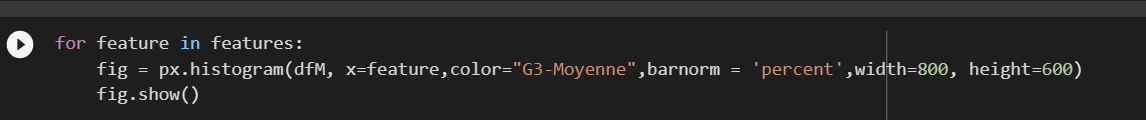 for feature in features:
fig = px.histogram(dfM, x=feature,color="G3-Moyenne",barnorm = 'percent',width=800, height=600)
fig.show()